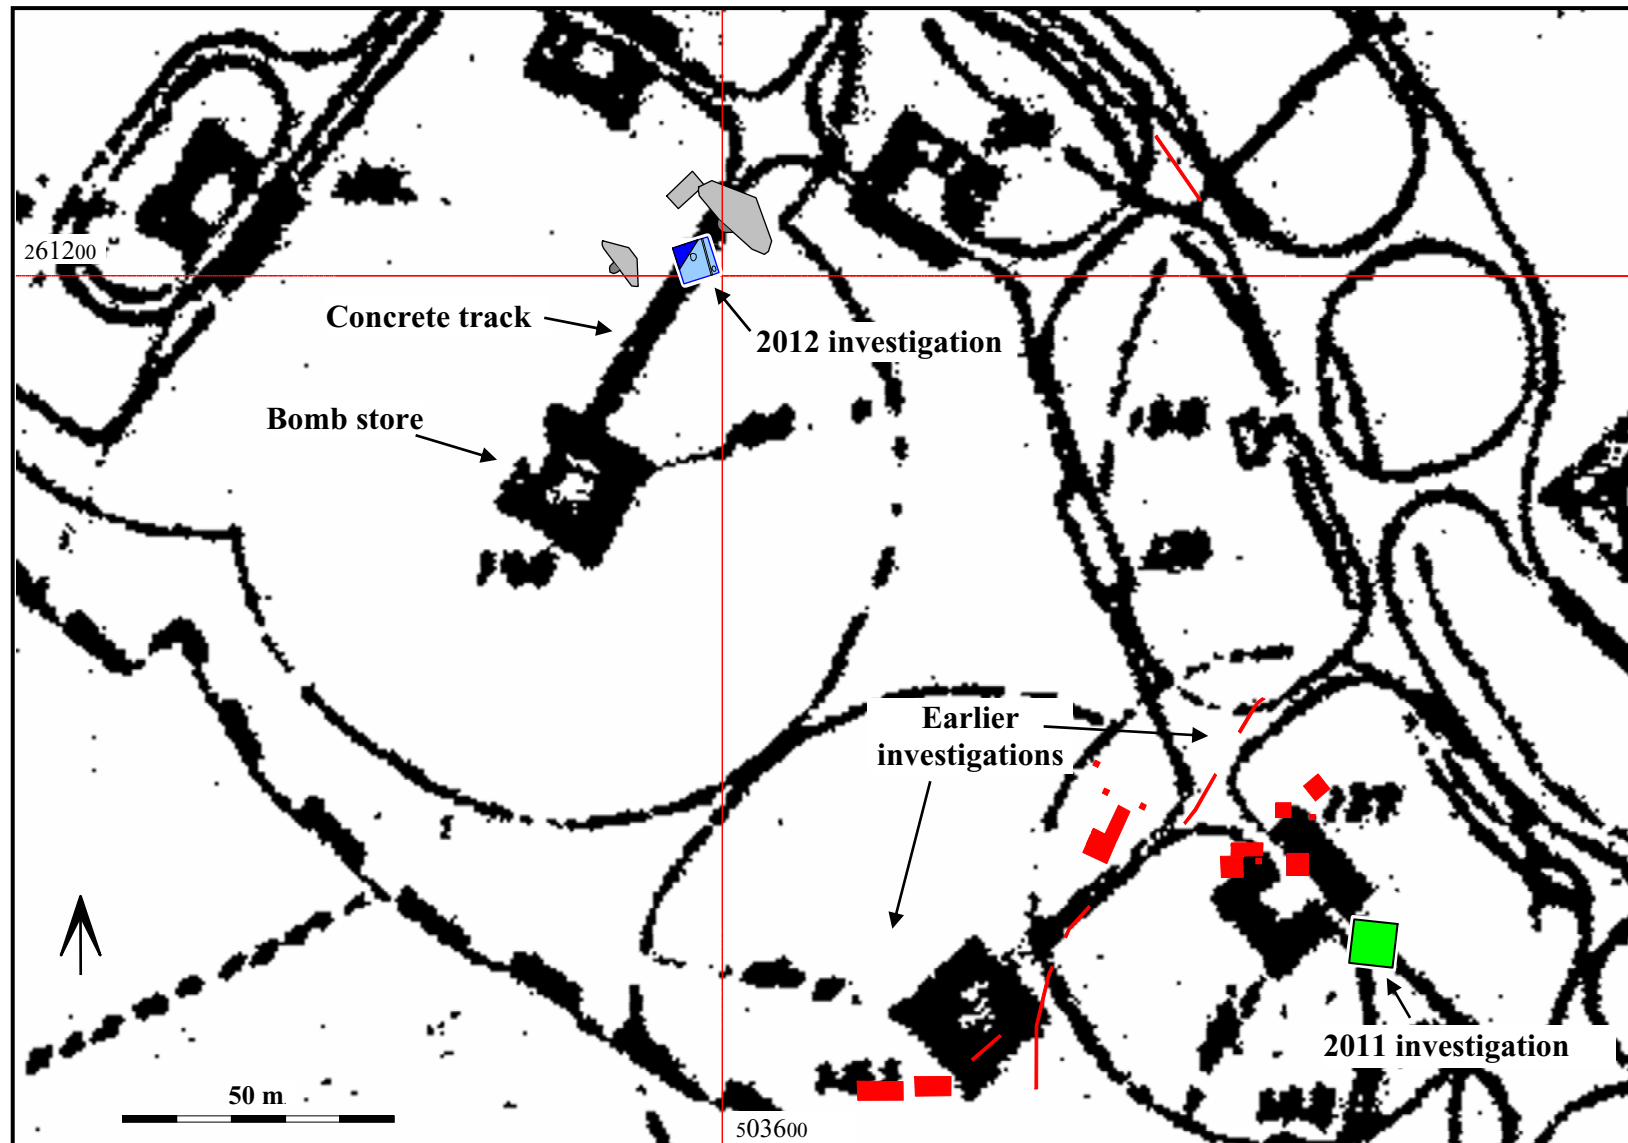 261200
Concrete track
2012 investigation
Bomb store
Earlier
investigations
2011 investigation
50 m
503600